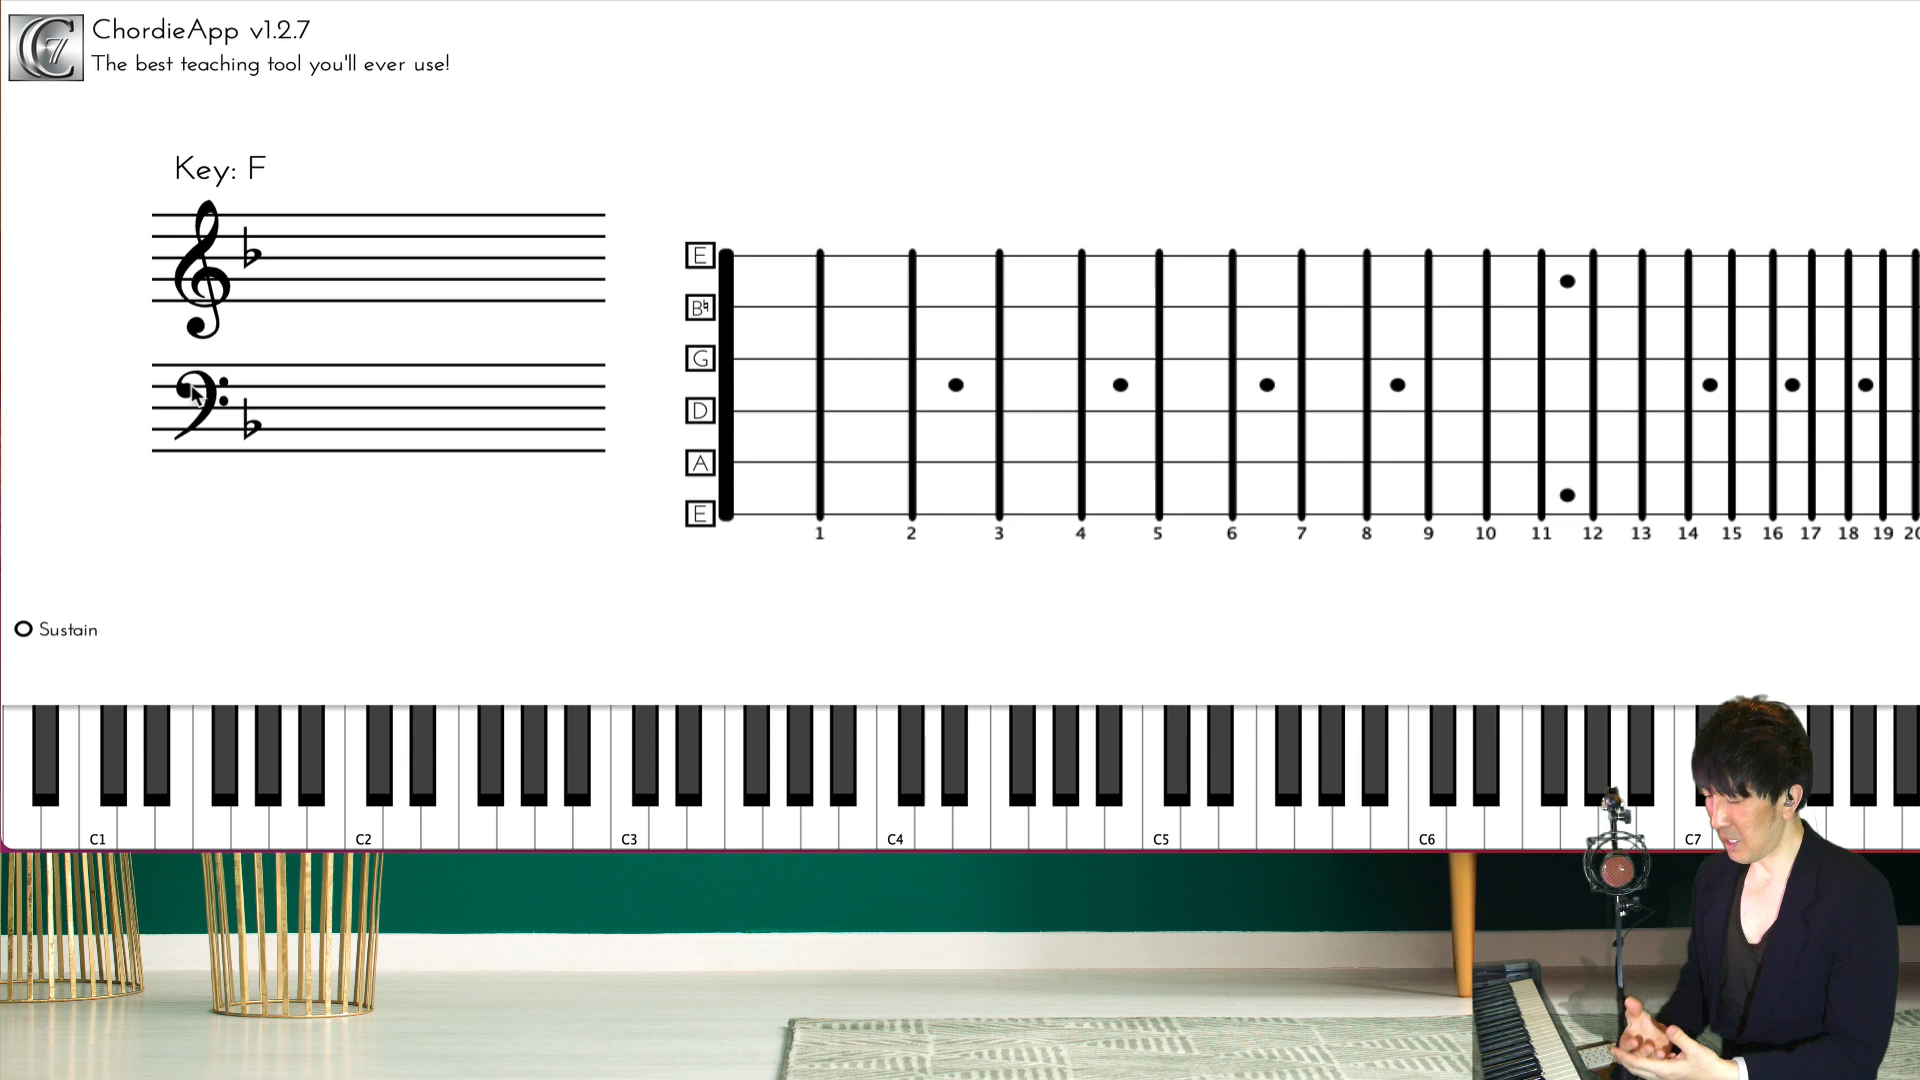 ChordieApp v1.2.7
The best teaching tool you'll ever use!
Key: F
E
B♮
G
D
A
E
1 2 3 4 5 6 7 8 9 10 11 12 13 14 15 16 17 18 19 20
Sustain
C1 C2 C3 C4 C5 C6 C7